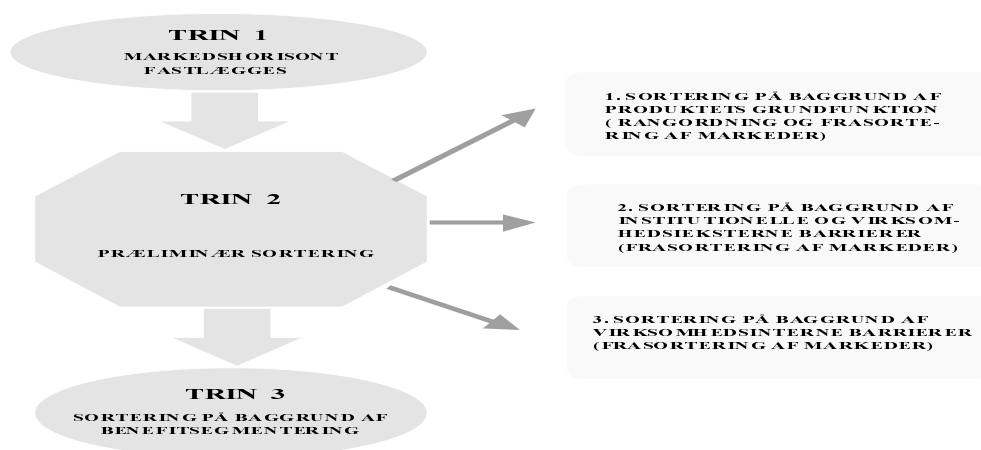 TRIN 1
MARKEDSHORISONT
FASTLÆGGES
TRIN 2
PRÆLIMINÆR SORTERING
TRIN 3
SORTERING PÅ BAGGRUND AF
BENEFITSEGMENTERING
1. SORTERING PÅ BAGGRUND AF
PRODUKTETS GRUNDFUNKTION
( RANGORDNING OG FRASORTE-
RING AF MARKEDER)
2. SORTERING PÅ BAGGRUND AF
INSTITUTIONELLE OG VIRKSOM-
HEDSIEKSTERNE BARRIERER
(FRASORTERING AF MARKEDER)
3. SORTERING PÅ BAGGRUND AF
VIRKSOMHEDSINTERNE BARRIERER
(FRASORTERING AF MARKEDER)